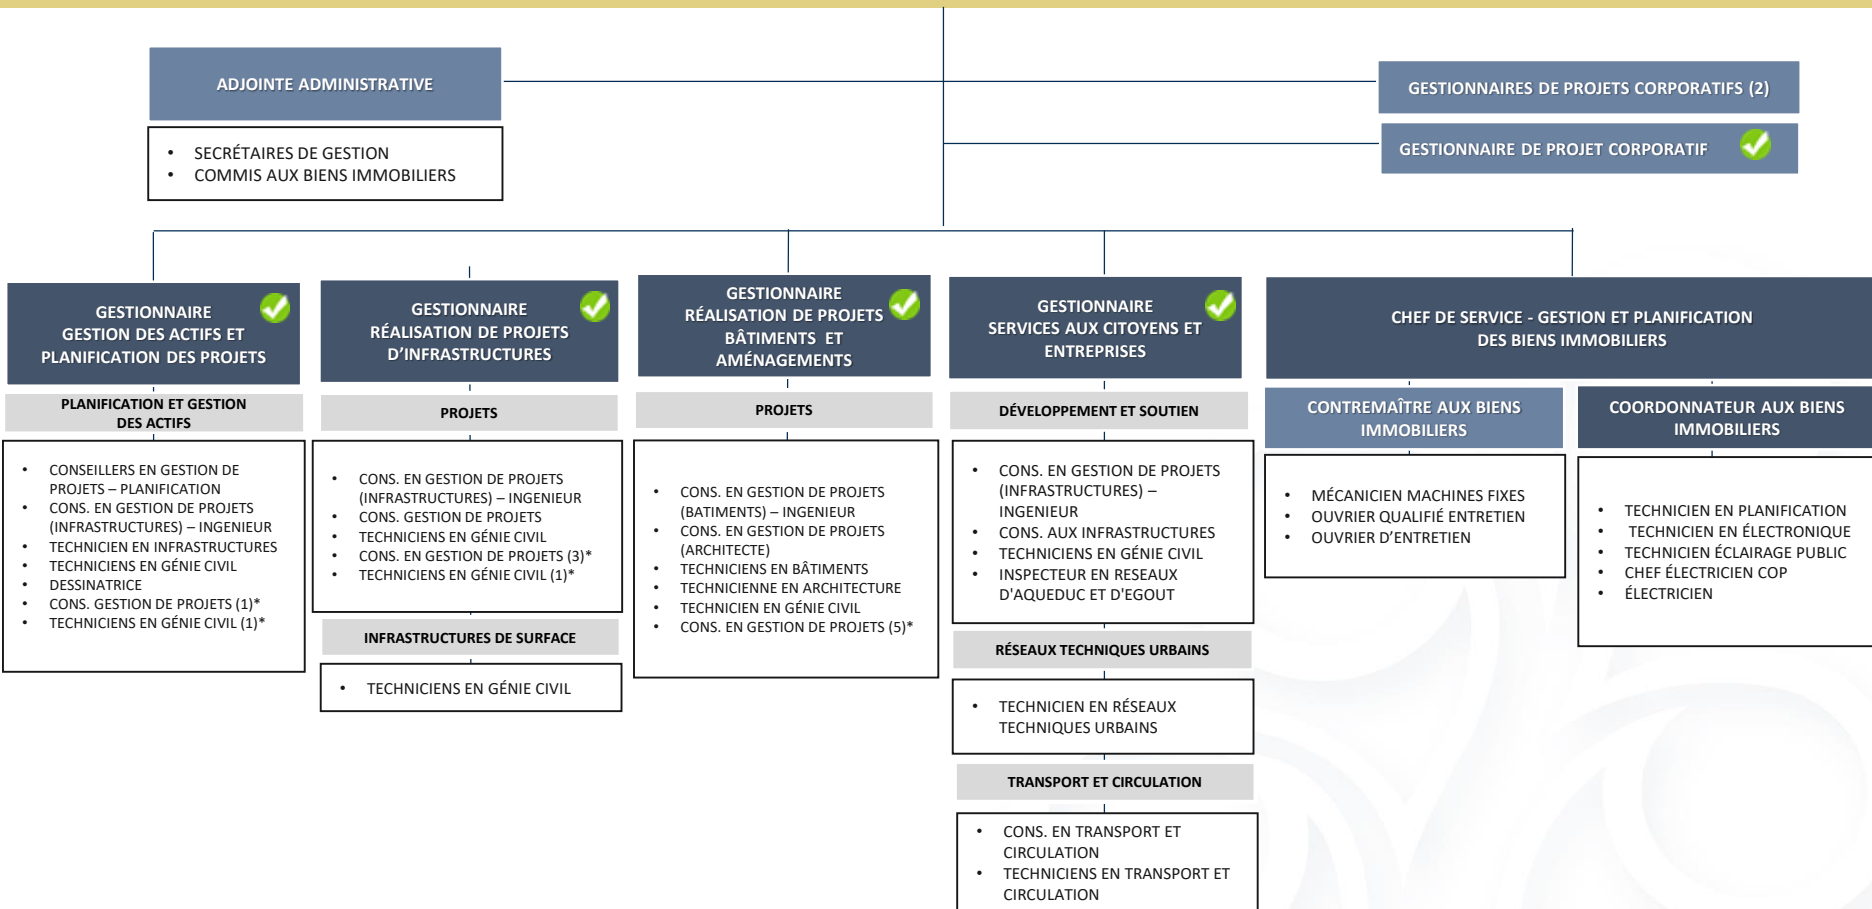 ADJOINTE ADMINISTRATIVE
• SECRÉTAIRES DE GESTION
• COMMIS AUX BIENS IMMOBILIERS
GESTIONNAIRES DE PROJETS CORPORATIFS (2)
GESTIONNAIRE DE PROJET CORPORATIF
GESTIONNAIRE
GESTION DES ACTIFS ET
PLANIFICATION DES PROJETS
PLANIFICATION ET GESTION
DES ACTIFS
• CONSEILLERS EN GESTION DE
PROJETS – PLANIFICATION
• CONS. EN GESTION DE PROJETS
(INFRASTRUCTURES) – INGENIEUR
• TECHNICIEN EN INFRASTRUCTURES
• TECHNICIENS EN GÉNIE CIVIL
• DESSINATRICE
• CONS. GESTION DE PROJETS (1)*
• TECHNICIENS EN GÉNIE CIVIL (1)*
GESTIONNAIRE
RÉALISATION DE PROJETS
D’INFRASTRUCTURES
PROJETS
• CONS. EN GESTION DE PROJETS
(INFRASTRUCTURES) – INGENIEUR
• CONS. GESTION DE PROJETS
• TECHNICIENS EN GÉNIE CIVIL
• CONS. EN GESTION DE PROJETS (3)*
• TECHNICIENS EN GÉNIE CIVIL (1)*
INFRASTRUCTURES DE SURFACE
• TECHNICIENS EN GÉNIE CIVIL
GESTIONNAIRE
RÉALISATION DE PROJETS
BÂTIMENTS ET
AMÉNAGEMENTS
PROJETS
• CONS. EN GESTION DE PROJETS
(BATIMENTS) – INGENIEUR
• CONS. EN GESTION DE PROJETS
(ARCHITECTE)
• TECHNICIENS EN BÂTIMENTS
• TECHNICIENNE EN ARCHITECTURE
• TECHNICIEN EN GÉNIE CIVIL
• CONS. EN GESTION DE PROJETS (5)*
GESTIONNAIRE
SERVICES AUX CITOYENS ET
ENTREPRISES
DÉVELOPPEMENT ET SOUTIEN
• CONS. EN GESTION DE PROJETS
(INFRASTRUCTURES) –
INGENIEUR
• CONS. AUX INFRASTRUCTURES
• TECHNICIENS EN GÉNIE CIVIL
• INSPECTEUR EN RESEAUX
D'AQUEDUC ET D'EGOUT
RÉSEAUX TECHNIQUES URBAINS
• TECHNICIEN EN RÉSEAUX
TECHNIQUES URBAINS
TRANSPORT ET CIRCULATION
• CONS. EN TRANSPORT ET
CIRCULATION
• TECHNICIENS EN TRANSPORT ET
CIRCULATION
CHEF DE SERVICE - GESTION ET PLANIFICATION
DES BIENS IMMOBILIERS
CONTREMAÎTRE AUX BIENS
IMMOBILIERS
• MÉCANICIEN MACHINES FIXES
• OUVRIER QUALIFIÉ ENTRETIEN
• OUVRIER D’ENTRETIEN
COORDONNATEUR AUX BIENS
IMMOBILIERS
• TECHNICIEN EN PLANIFICATION
• TECHNICIEN EN ÉLECTRONIQUE
• TECHNICIEN ÉCLAIRAGE PUBLIC
• CHEF ÉLECTRICIEN COP
• ÉLECTRICIEN